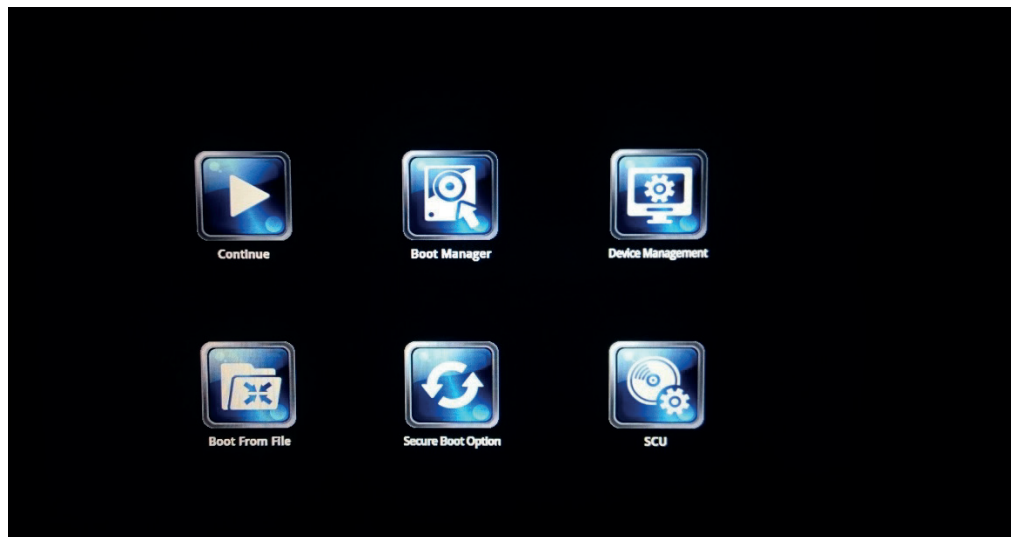 Continue
Boot Manager
Device Management
Boot From File
Secure Boot Option
SCU